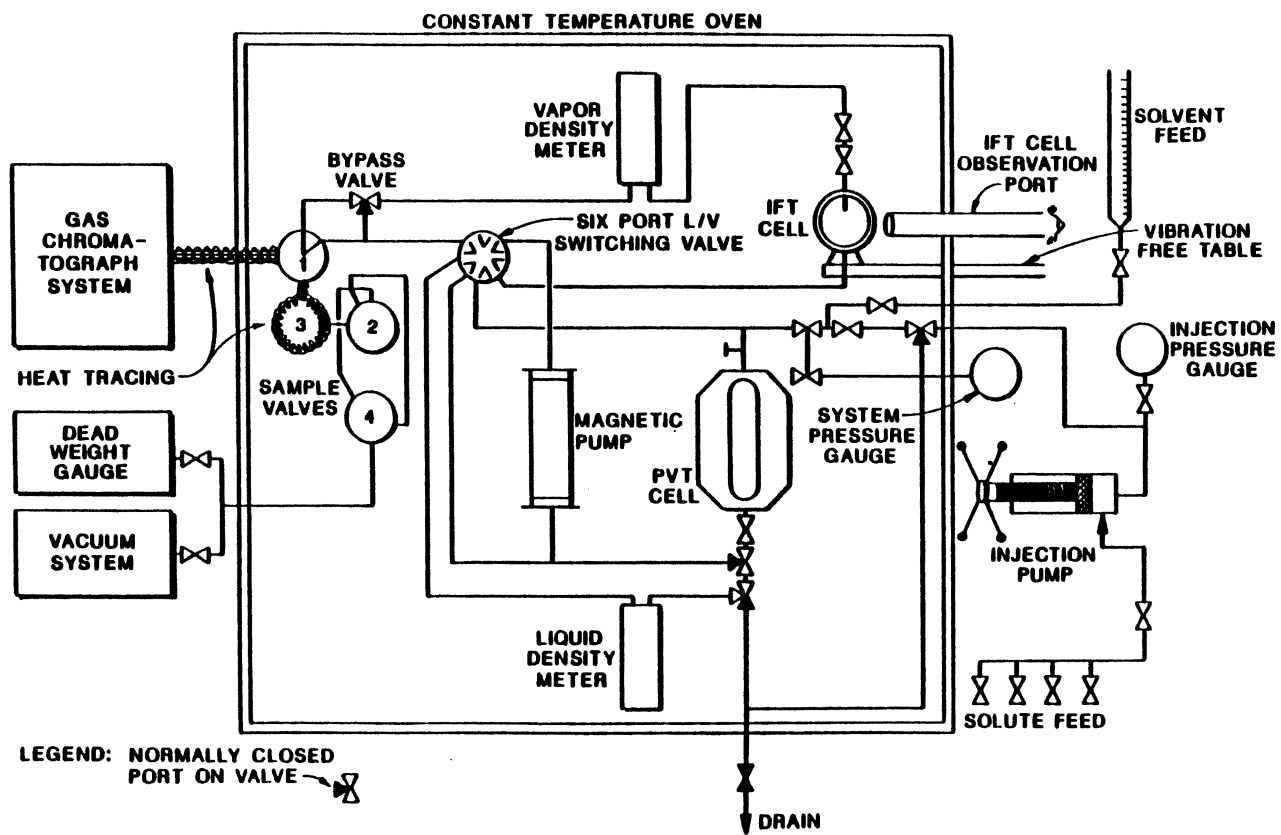 CONSTANT TEMPERATURE OVEN
VAPOR
DENSITY
METER
SOLVENT
FEED
IFT CELL
OBSERVATION
PORT
BYPASS
VALVE
GAS
CHROMA-
TOGRAPH
SYSTEM
SIX PORT L/V
SWITCHING VALVE
IFT
CELL
VIBRATION
FREE TABLE
3
2
INJECTION
PRESSURE
GAUGE
HEAT TRACING
SAMPLE
VALVES
4
MAGNETIC
PUMP
SYSTEM
PRESSURE
GAUGE
DEAD
WEIGHT
GAUGE
PVT
CELL
VACUUM
SYSTEM
INJECTION
PUMP
LIQUID
DENSITY
METER
SOLUTE FEED
LEGEND: NORMALLY CLOSED
PORT ON VALVE
DRAIN